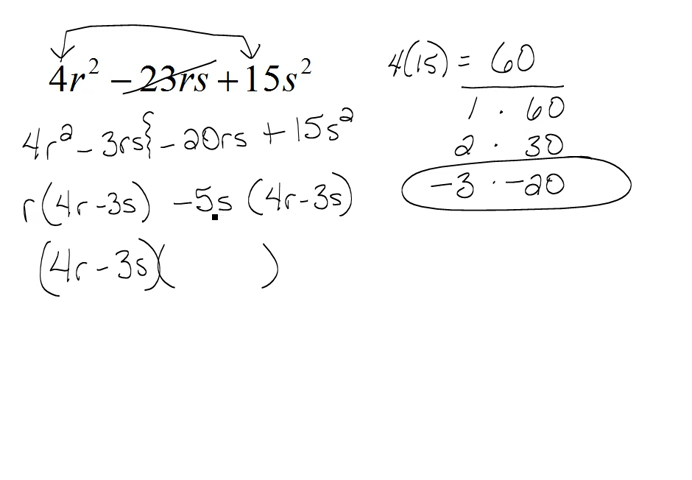 4r² − 23rs + 15s²
4r² − 3rs{ − 20rs + 15s²
r(4r − 3s) − 5s (4r − 3s)
(4r − 3s)(        )
4(15) = 60
1 · 60
2 · 30
−3 · −20